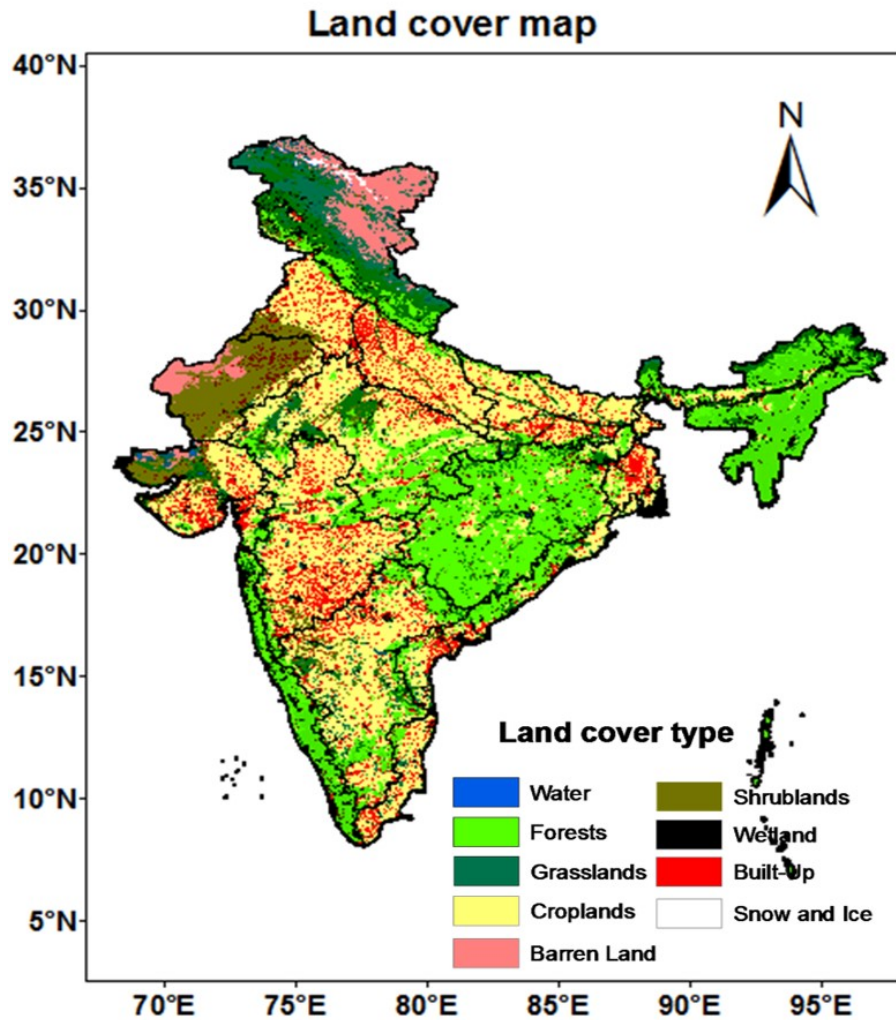 Land cover map
40°N
35°N
30°N
25°N
20°N
15°N
10°N
5°N
N
Land cover type
Water
Forests
Grasslands
Croplands
Barren Land
Shrublands
Wetland
Built-Up
Snow and Ice
70°E
75°E
80°E
85°E
90°E
95°E